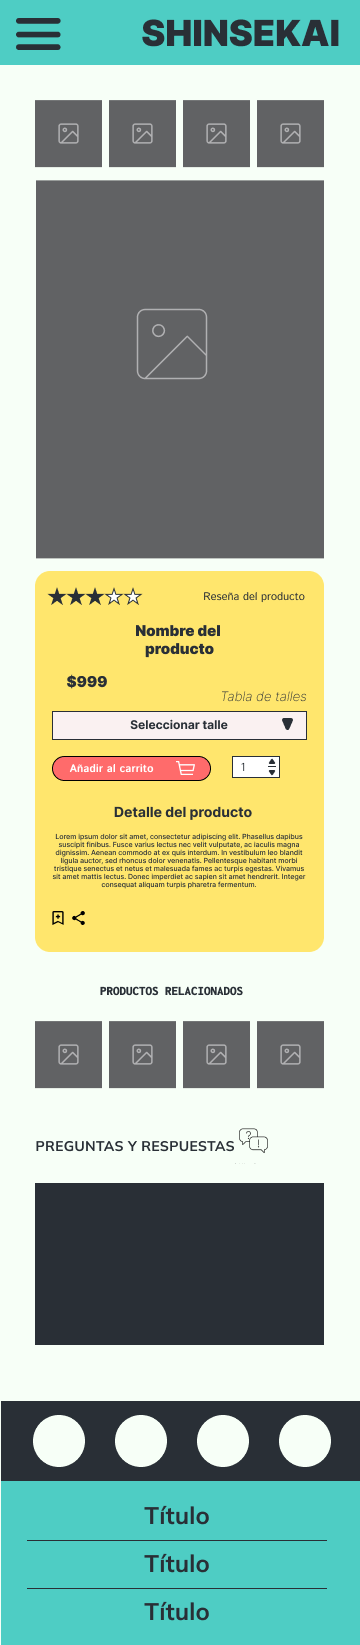 SHINSEKAI
Reseña del producto
Nombre del
producto
$999
Tabla de talles
Seleccionar talle
Añadir al carrito
1
Detalle del producto
Lorem ipsum dolor sit amet, consectetur adipiscing elit. Phasellus dapibus
suscipit finibus. Fusce varius lectus nec velit vulputate, ac iaculis magna
dignissim. Aenean commodo at ex quis interdum. In vestibulum leo blandit
ligula auctor, sed rhoncus dolor venenatis. Pellentesque habitant morbi
tristique senectus et netus et malesuada fames ac turpis egestas. Vivamus
sit amet mattis lectus. Donec imperdiet ac sapien sit amet hendrerit. Integer
consequat aliquam turpis pharetra fermentum.
PRODUCTOS RELACIONADOS
PREGUNTAS Y RESPUESTAS
Título
Título
Título